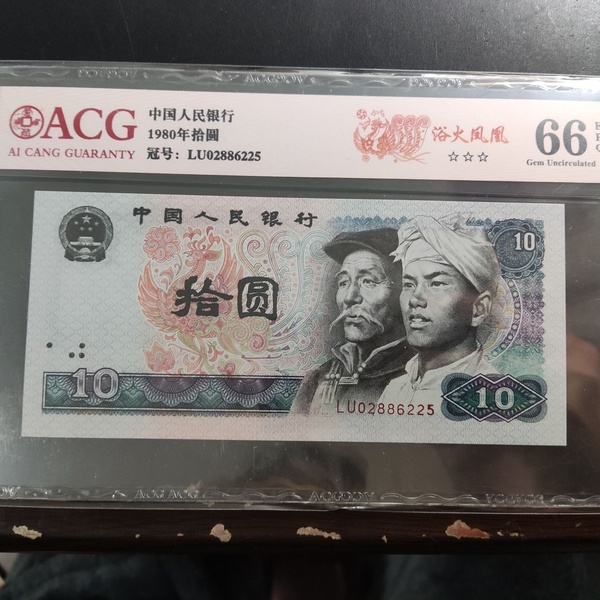 ACG
AI CANG GUARANTY
中国人民银行
1980年拾圆
冠号: LU02886225
浴火凤凰
☆☆☆
66
Gem Uncirculated
中国人民银行
10
拾圆
10
LU02886225
10
ACG ACG